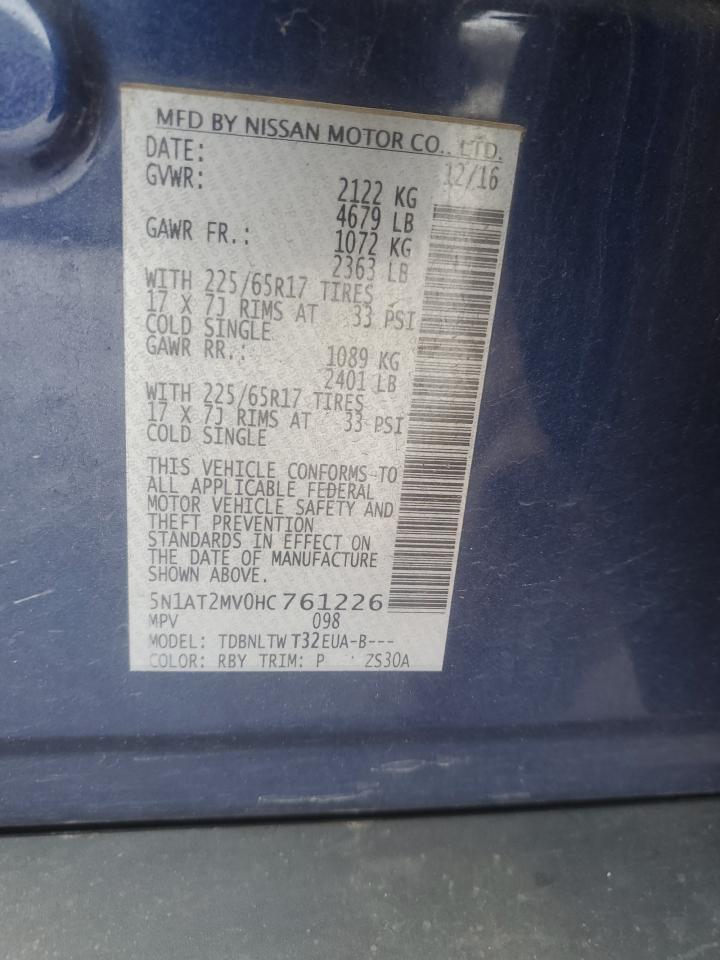 MFD BY NISSAN MOTOR CO., LTD.
DATE: 12/16
GVWR: 2122 KG
4679 LB
GAWR FR.: 1072 KG
2363 LB
WITH 225/65R17 TIRES
17 X 7J RIMS AT 33 PSI
COLD SINGLE
GAWR RR.: 1089 KG
2401 LB
WITH 225/65R17 TIRES
17 X 7J RIMS AT 33 PSI
COLD SINGLE
THIS VEHICLE CONFORMS TO
ALL APPLICABLE FEDERAL
MOTOR VEHICLE SAFETY AND
THEFT PREVENTION
STANDARDS IN EFFECT ON
THE DATE OF MANUFACTURE
SHOWN ABOVE.
5N1AT2MV0HC761226
MPV 098
MODEL: TDBNLTW T32EUA-B---
COLOR: RBY TRIM: P ZS30A